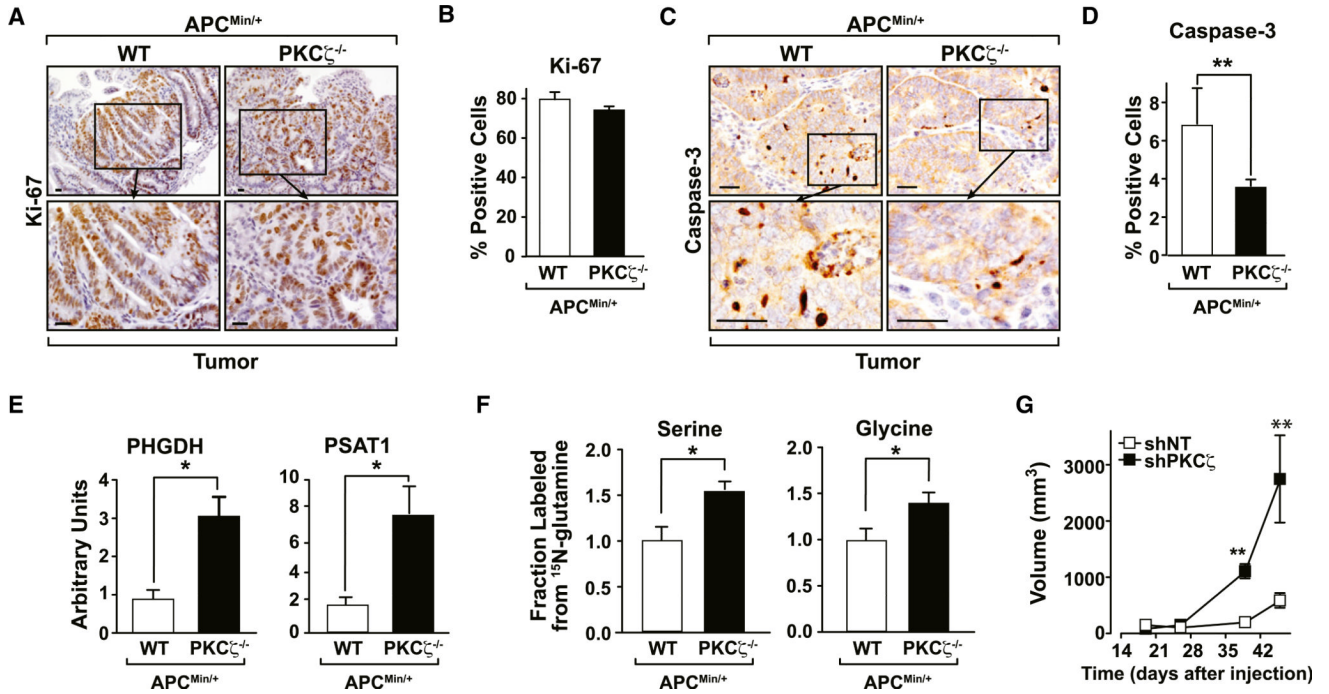 A
APC^Min/+
WT PKCζ^-/-
Ki-67
Tumor
B
Ki-67
% Positive Cells
80
60
40
20
0
WT PKCζ^-/-
APC^Min/+
C
APC^Min/+
WT PKCζ^-/-
Caspase-3
Tumor
D
Caspase-3
**
% Positive Cells
8
6
4
2
0
WT PKCζ^-/-
APC^Min/+
E
PHGDH
*
Arbitrary Units
4
3
2
1
0
WT PKCζ^-/-
APC^Min/+
PSAT1
*
10
8
6
4
2
0
WT PKCζ^-/-
APC^Min/+
F
Serine
*
Fraction Labeled
from ^15N-glutamine
2.0
1.5
1.0
0.5
0.0
WT PKCζ^-/-
APC^Min/+
Glycine
*
2.0
1.5
1.0
0.5
0.0
WT PKCζ^-/-
APC^Min/+
G
shNT
shPKCζ
**
**
Volume (mm^3)
3000
2000
1000
0
14 28 35 42
Time (days after injection)